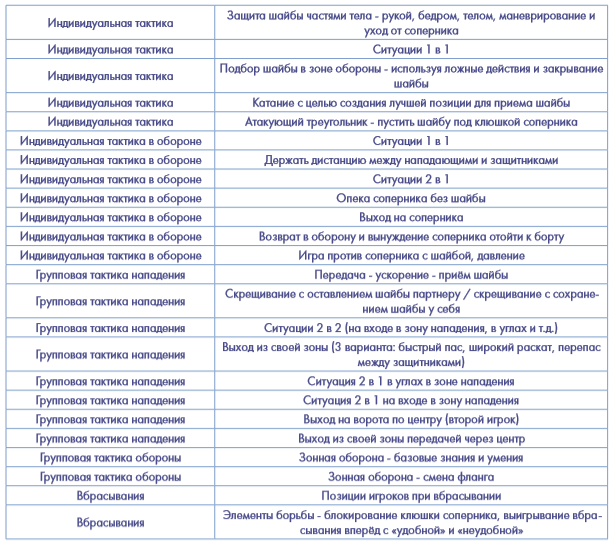 Индивидуальная тактика
Защита шайбы частями тела - рукой, бедром, телом, маневрирование и
уход от соперника
Индивидуальная тактика
Ситуации 1 в 1
Индивидуальная тактика
Подбор шайбы в зоне обороны - используя ложные действия и закрывание
шайбы
Индивидуальная тактика
Катание с целью создания лучшей позиции для приема шайбы
Индивидуальная тактика
Атакующий треугольник - пустить шайбу под клюшкой соперника
Индивидуальная тактика в обороне
Ситуации 1 в 1
Индивидуальная тактика в обороне
Держать дистанцию между нападающими и защитниками
Индивидуальная тактика в обороне
Ситуации 2 в 1
Индивидуальная тактика в обороне
Опека соперника без шайбы
Индивидуальная тактика в обороне
Выход на соперника
Индивидуальная тактика в обороне
Возврат в оборону и вынуждение соперника отойти к борту
Индивидуальная тактика в обороне
Игра против соперника с шайбой, давление
Групповая тактика нападения
Передача - ускорение - приём шайбы
Групповая тактика нападения
Скрещивание с оставлением шайбы партнеру / скрещивание с сохране-
нием шайбы у себя
Групповая тактика нападения
Ситуации 2 в 2 (на входе в зону нападения, в углах и т.д.)
Групповая тактика нападения
Выход из своей зоны (3 варианта: быстрый пас, широкий раскат, перепас
между защитниками)
Групповая тактика нападения
Ситуация 2 в 1 в углах в зоне нападения
Групповая тактика нападения
Ситуация 2 в 1 на входе в зону нападения
Групповая тактика нападения
Выход на ворота по центру (второй игрок)
Групповая тактика нападения
Выход из своей зоны передачей через центр
Групповая тактика обороны
Зонная оборона - базовые знания и умения
Групповая тактика обороны
Зонная оборона - смена фланга
Вбрасывания
Позиции игроков при вбрасывании
Вбрасывания
Элементы борьбы - блокирование клюшки соперника, выигрывание вбра-
сывания вперёд с «удобной» и «неудобной»